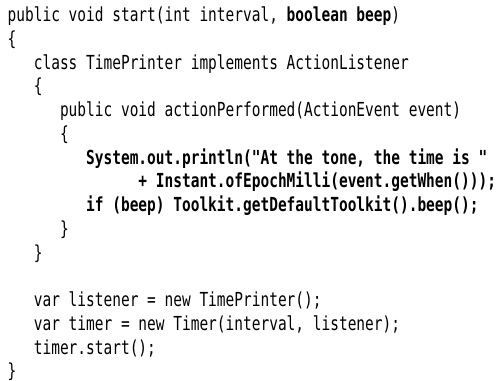 public void start(int interval, boolean beep)
{
   class TimePrinter implements ActionListener
   {
      public void actionPerformed(ActionEvent event)
      {
         System.out.println("At the tone, the time is "
               + Instant.ofEpochMilli(event.getWhen()));
         if (beep) Toolkit.getDefaultToolkit().beep();
      }
   }

   var listener = new TimePrinter();
   var timer = new Timer(interval, listener);
   timer.start();
}